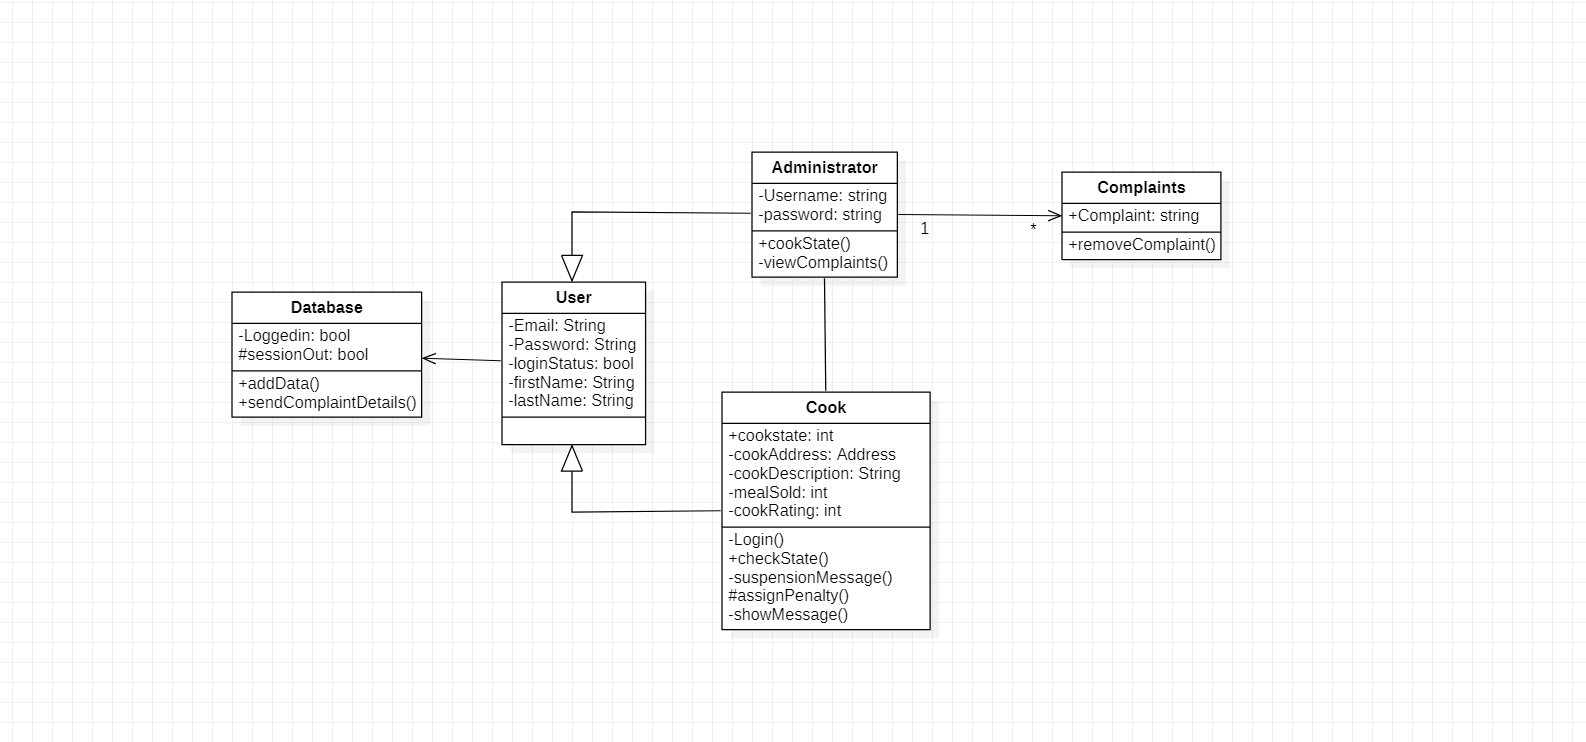 Administrator
-Username: string
-password: string
+cookState()
-viewComplaints()
1
*
Complaints
+Complaint: string
+removeComplaint()
Database
-Loggedin: bool
#sessionOut: bool
+addData()
+sendComplaintDetails()
User
-Email: String
-Password: String
-loginStatus: bool
-firstName: String
-lastName: String
Cook
+cookstate: int
-cookAddress: Address
-cookDescription: String
-mealSold: int
-cookRating: int
-Login()
+checkState()
-suspensionMessage()
#assignPenalty()
-showMessage()